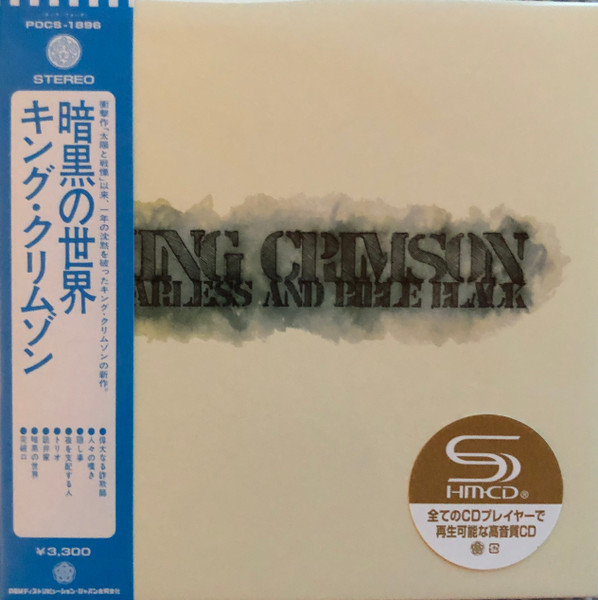 POCS-1896
STEREO
暗黒の世界
キング・クリムゾン
衝撃作「太陽と戦慄」以来、一年の沈黙を破ったキング・クリムゾンの新作。
●偉大なる詐欺師
●人々の嘆き
●隠し事
●夜を支配する人
●トリオ
●詭弁家
●暗黒の世界
●突破口
¥3,300
ING CRIMSON
ARLESS AND BIBLE BLACK
SHM-CD®
全てのCDプレイヤーで
再生可能な高音質CD